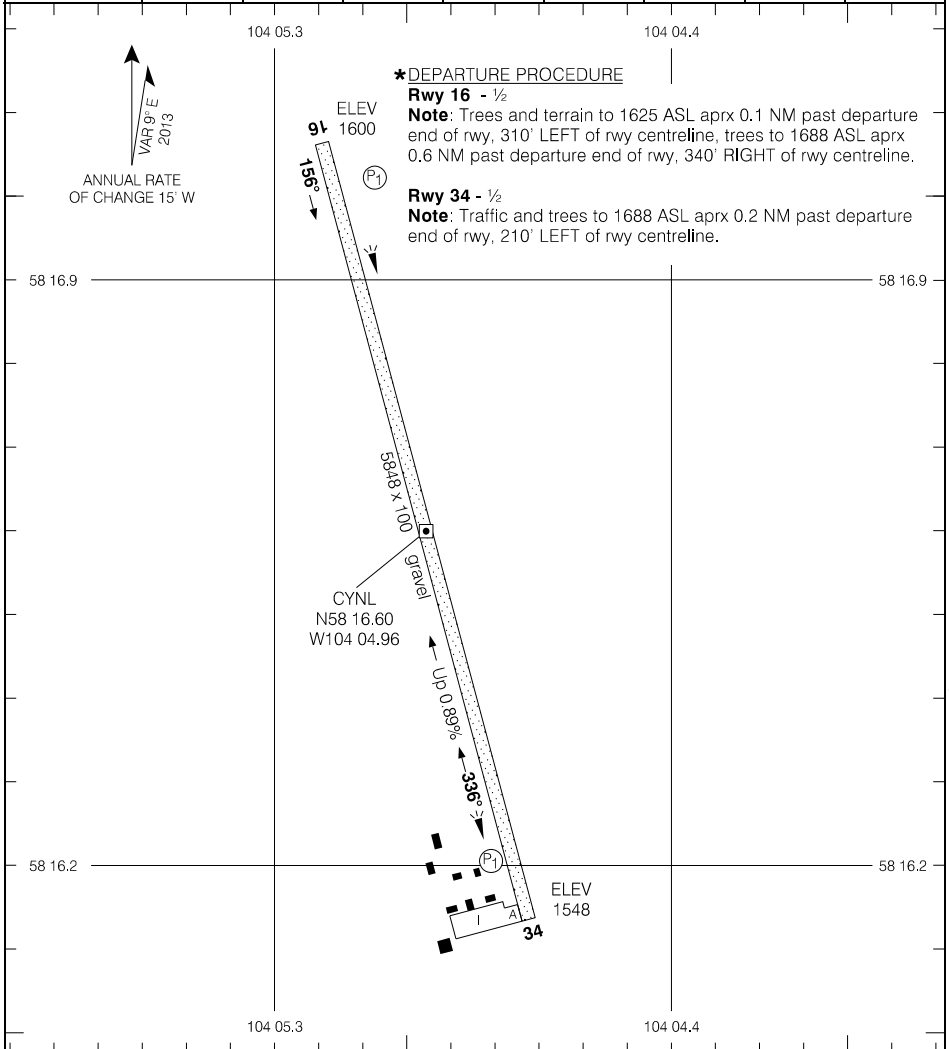 104 05.3
104 04.4
VAR 9° E
2013
ANNUAL RATE
OF CHANGE 15' W
*DEPARTURE PROCEDURE
Rwy 16 - ½
Note: Trees and terrain to 1625 ASL aprx 0.1 NM past departure
end of rwy, 310' LEFT of rwy centreline, trees to 1688 ASL aprx
0.6 NM past departure end of rwy, 340' RIGHT of rwy centreline.
Rwy 34 - ½
Note: Traffic and trees to 1688 ASL aprx 0.2 NM past departure
end of rwy, 210' LEFT of rwy centreline.
ELEV
1600
16
156°
P1
58 16.9
58 16.9
5848 x 100
gravel
CYNL
N58 16.60
W104 04.96
Up 0.89%
336°
P1
58 16.2
58 16.2
ELEV
1548
I
A
34
104 05.3
104 04.4